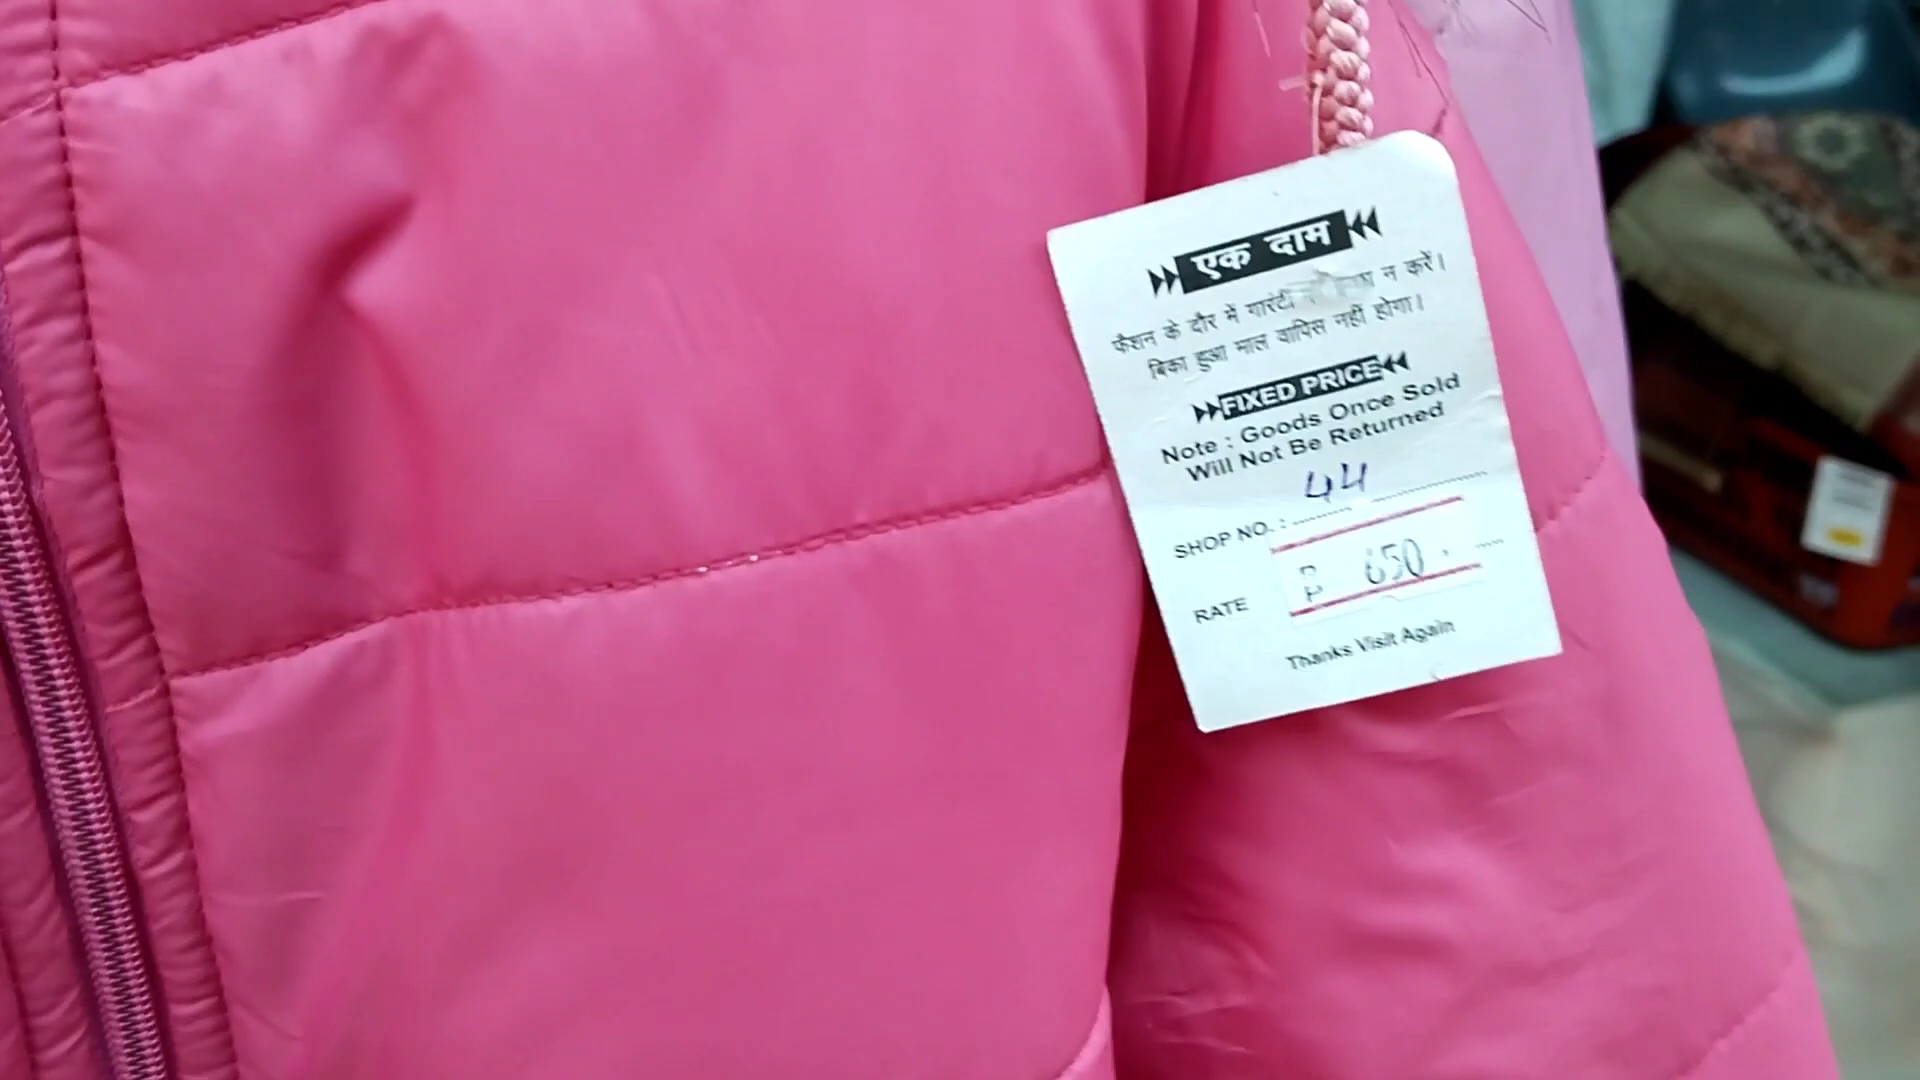 एक दाम
फैशन के दौर में गारंटी न करें।
बिका हुआ माल वापिस नहीं होगा।
FIXED PRICE
Note : Goods Once Sold
Will Not Be Returned
SHOP NO. : 44
RATE 650
Thanks Visit Again